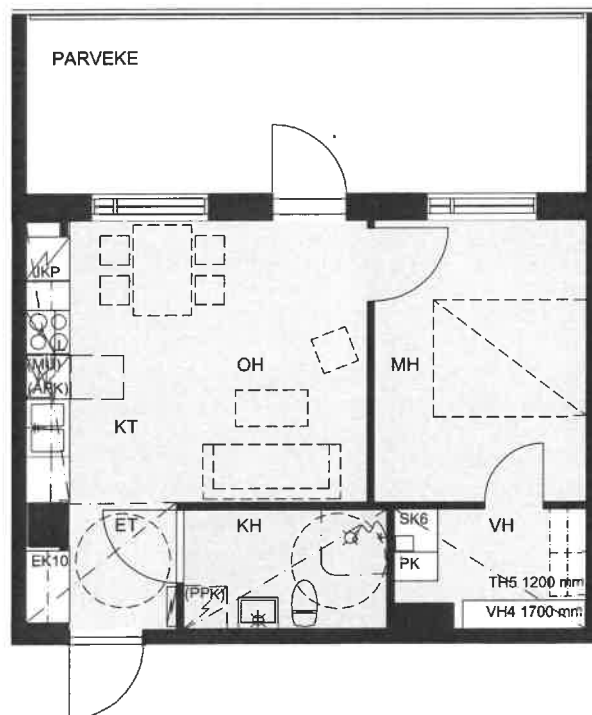 PARVEKE
JKP
(MU)
(APK)
OH
MH
KT
ET
KH
SK6
VH
EK10
PK
(PPK)
TH5 1200 mm
VH4 1700 mm